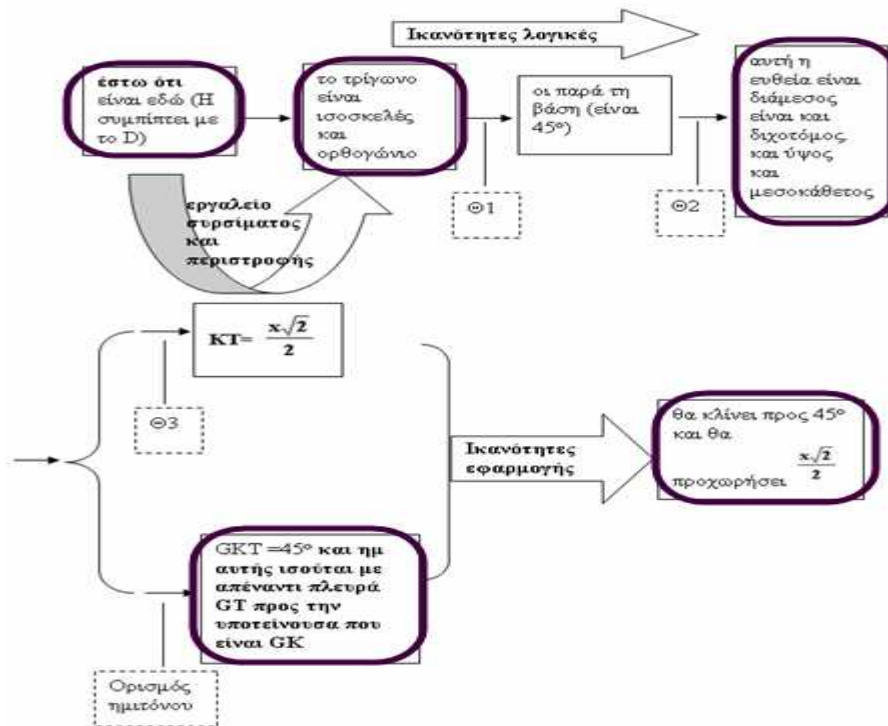 Ικανότητες λογικές
έστω ότι
είναι εδώ (Η
συμπίπτει με
το D)
το τρίγωνο
είναι
ισοσκελές
και
ορθογώνιο
οι παρά τη
βάση (είναι
45°)
αυτή η
ευθεία είναι
διάμεσος
είναι και
διχοτόμος,
και ύψος
και
μεσοκάθετος
Θ1
Θ2
εργαλείο
συρσίματος
και
περιστροφής
KT= x√2/2
Θ3
Ικανότητες
εφαρμογής
θα κλίνει προς 45°
και θα
προχωρήσει x√2/2
GKT =45° και ημ
αυτής ισούται με
απέναντι πλευρά
GT προς την
υποτείνουσα που
είναι GK
Ορισμός
ημιτόνου